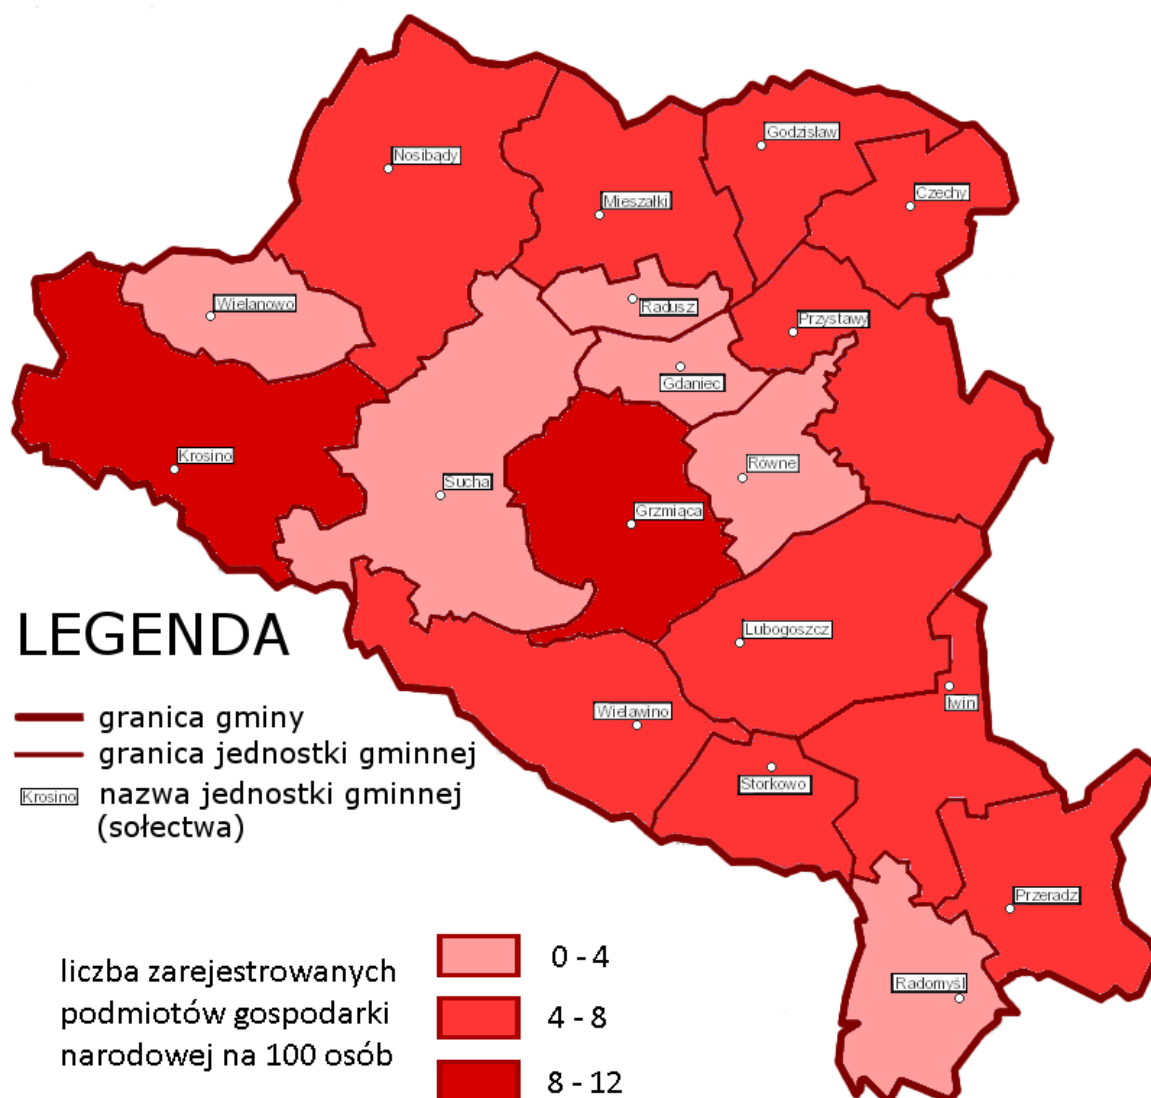 Nosibądy
Godzisław
Mieszałki
Czechy
Wielanowo
Radusz
Przystawy
Gdaniec
Krosino
Sucha
Równe
Grzmiąca
Lubogoszcz
Iwin
Wielawino
Storkowo
Przeradz
Radomyśl
LEGENDA
granica gminy
granica jednostki gminnej
Krosino nazwa jednostki gminnej
(sołectwa)
liczba zarejestrowanych
podmiotów gospodarki
narodowej na 100 osób
0 - 4
4 - 8
8 - 12